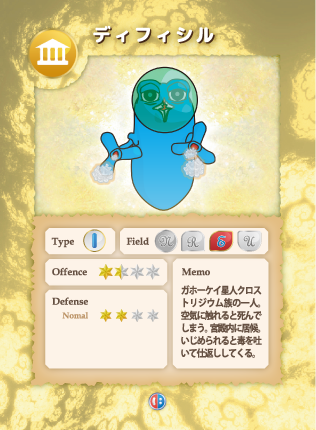 ディフィシル
Type
Field
N R E U
Offence
Defense
Nomal
Memo
ガホーケイ星人クロス
トリジウム族の一人。
空気に触れると死んで
しまう。宮殿内に居候。
いじめられると毒を吐
いて仕返ししてくる。